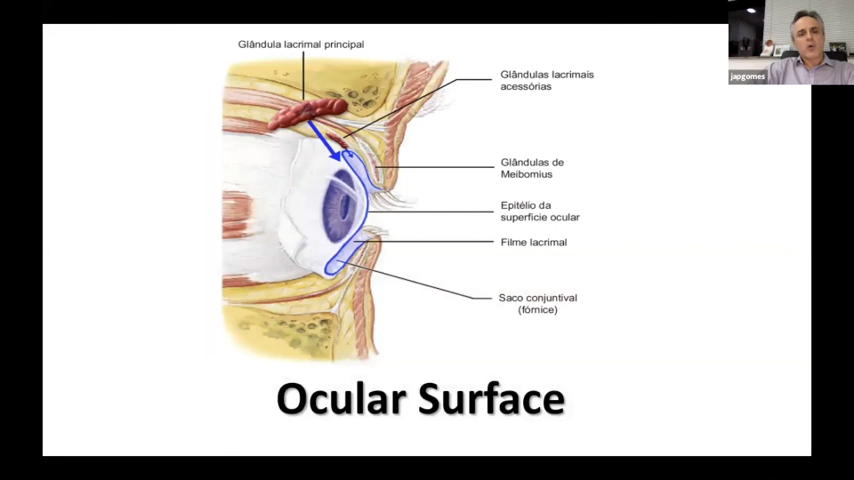 Glândula lacrimal principal
Glândulas lacrimais
acessórias
Glândulas de
Meibomius
Epitélio da
superfície ocular
Filme lacrimal
Saco conjuntival
(fórnice)
Ocular Surface
japgomes